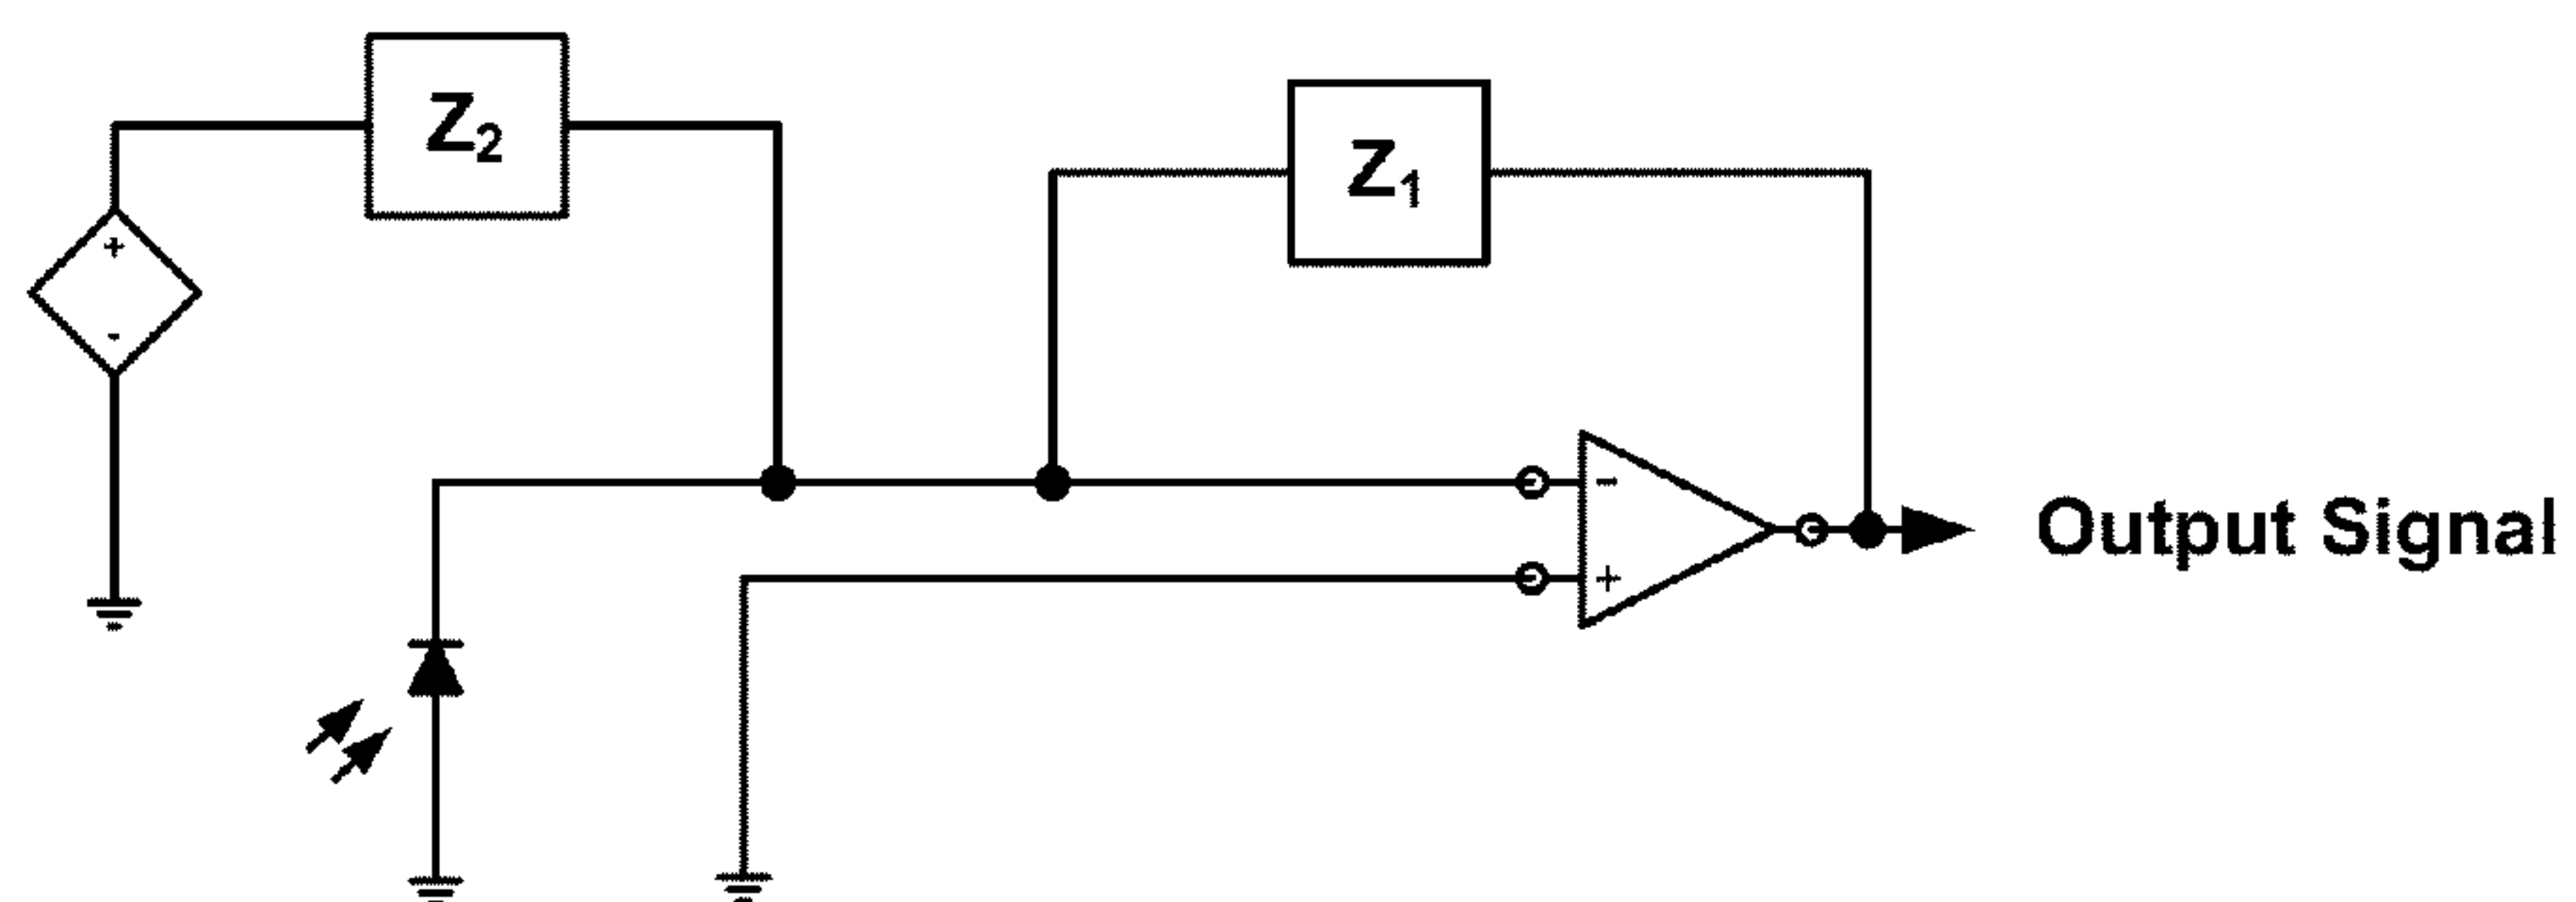 Z₂
Z₁
+
-
-
+
Output Signal